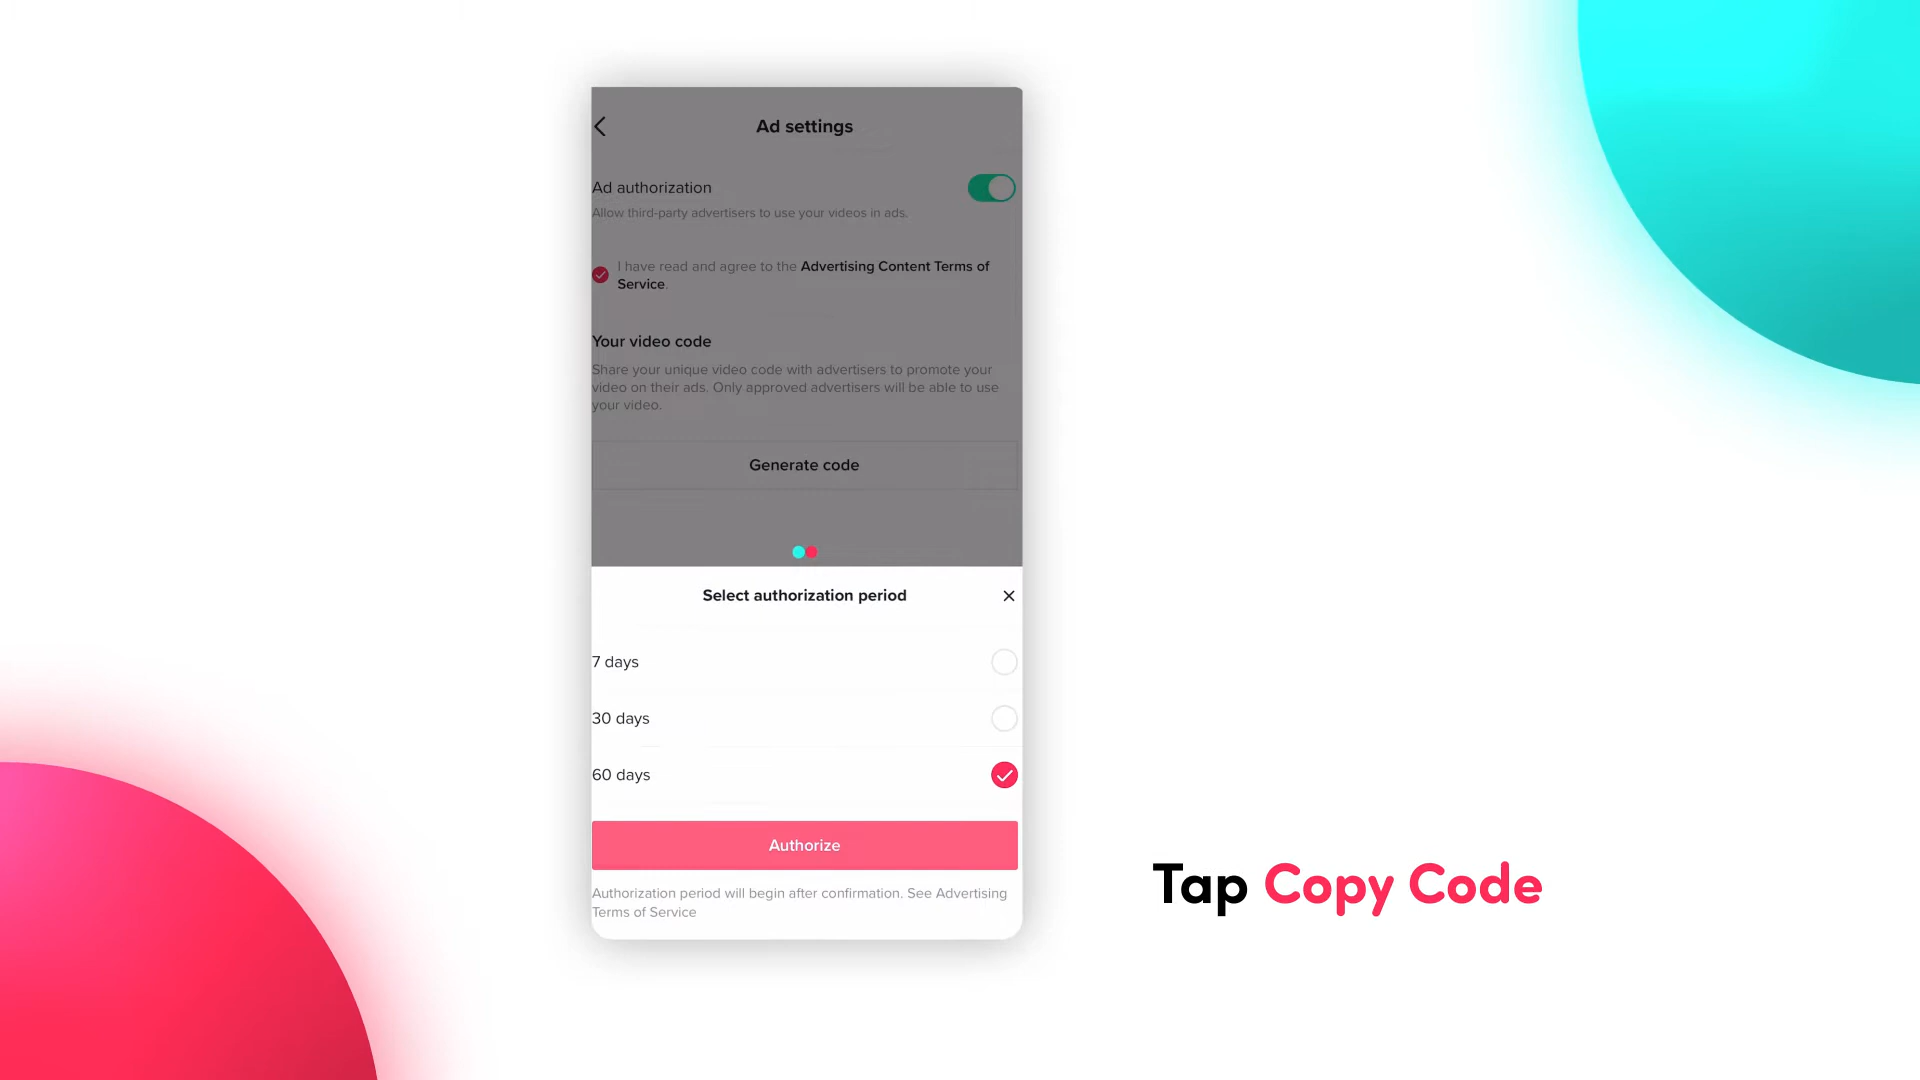 Ad settings
Ad authorization
Allow third-party advertisers to use your videos in ads.
I have read and agree to the Advertising Content Terms of
Service.
Your video code
Share your unique video code with advertisers to promote your
video on their ads. Only approved advertisers will be able to use
your video.
Generate code
Select authorization period
7 days
30 days
60 days
Authorize
Authorization period will begin after confirmation. See Advertising
Terms of Service
Tap Copy Code